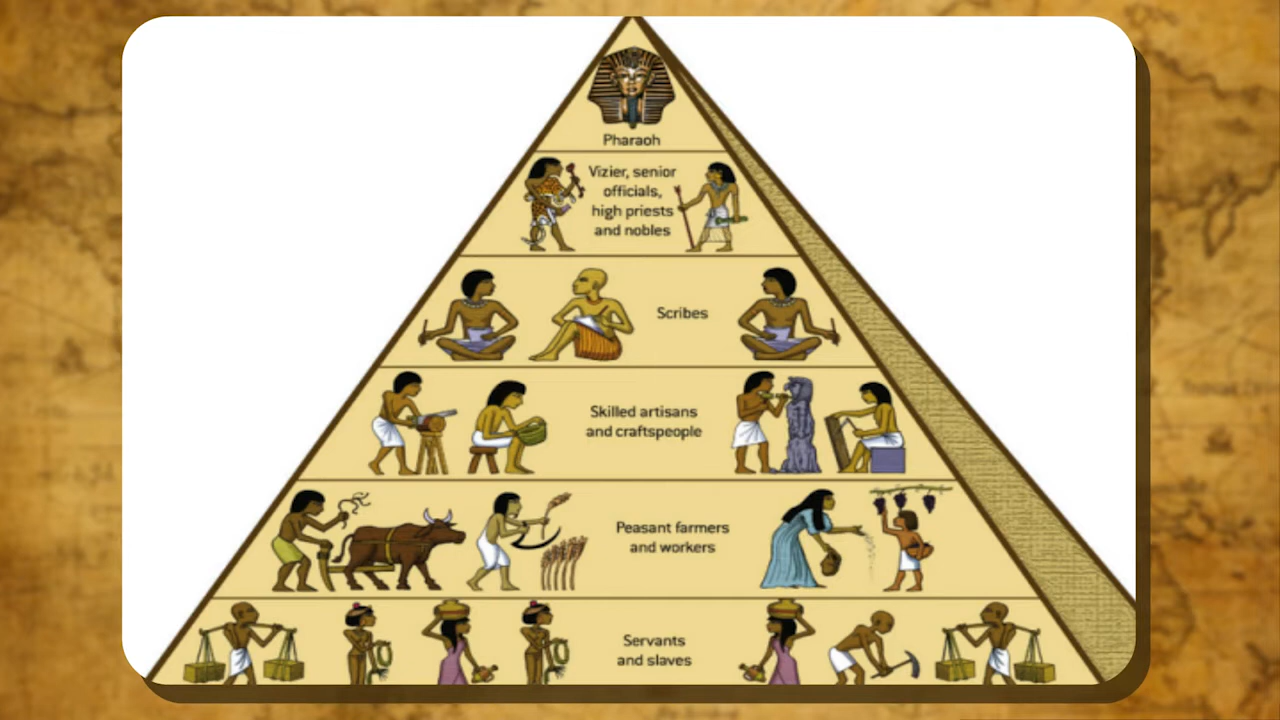 Pharaoh
Vizier, senior
officials,
high priests
and nobles
Scribes
Skilled artisans
and craftspeople
Peasant farmers
and workers
Servants
and slaves